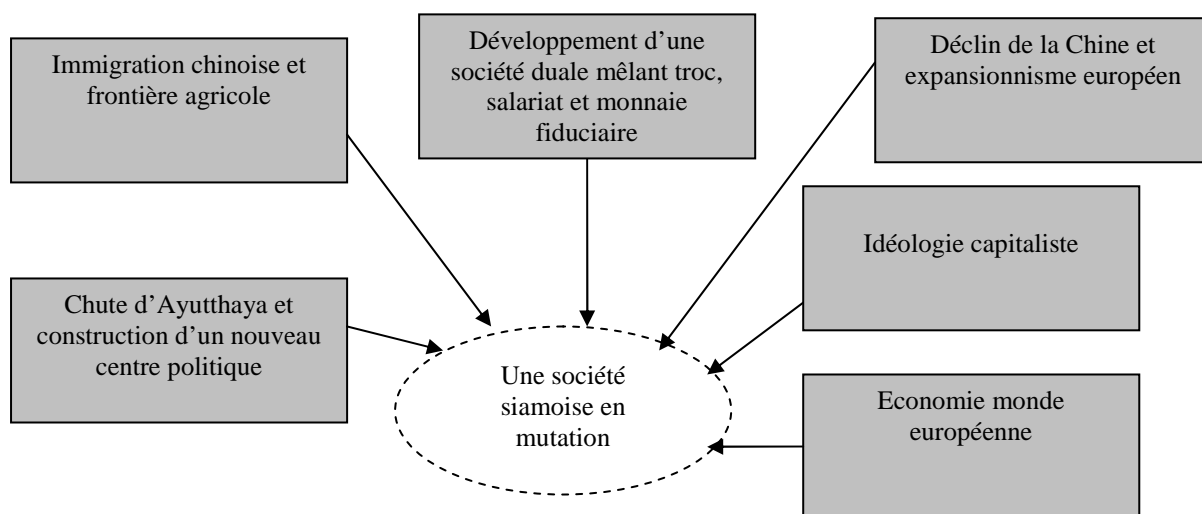 Immigration chinoise et
frontière agricole
Développement d’une
société duale mêlant troc,
salariat et monnaie
fiduciaire
Déclin de la Chine et
expansionnisme européen
Idéologie capitaliste
Chute d’Ayutthaya et
construction d’un nouveau
centre politique
Une société
siamoise en
mutation
Economie monde
européenne